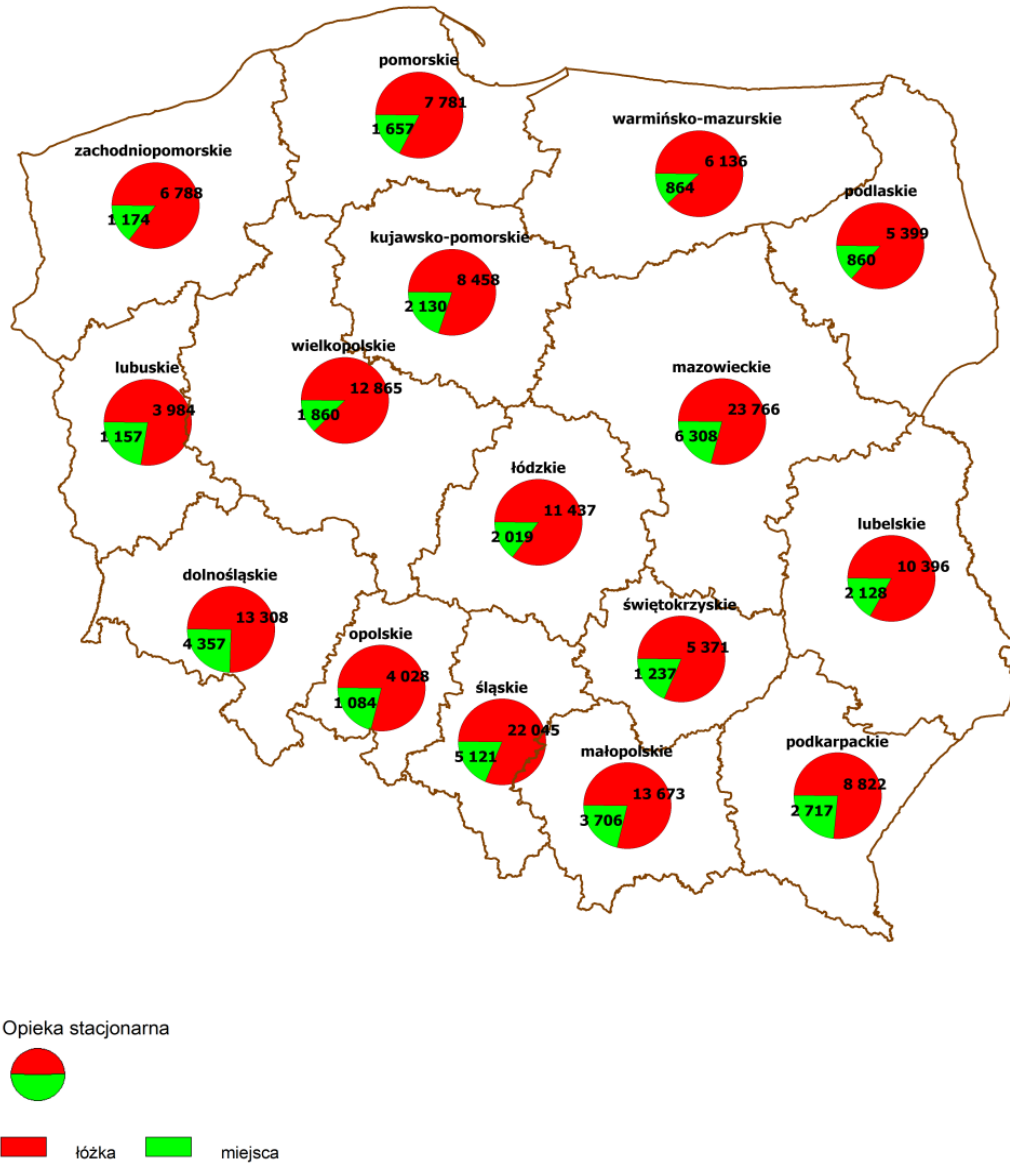 pomorskie
7 781
1 657
warmińsko-mazurskie
6 136
864
zachodniopomorskie
6 788
1 174
podlaskie
5 399
860
kujawsko-pomorskie
8 458
2 130
wielkopolskie
12 865
1 860
lubuskie
3 984
1 157
mazowieckie
23 766
6 308
łódzkie
11 437
2 019
lubelskie
10 396
2 128
dolnośląskie
13 308
4 357
świętokrzyskie
5 371
1 237
opolskie
4 028
1 084
śląskie
22 045
5 121
małopolskie
13 673
3 706
podkarpackie
8 822
2 717
Opieka stacjonarna
łóżka miejsca